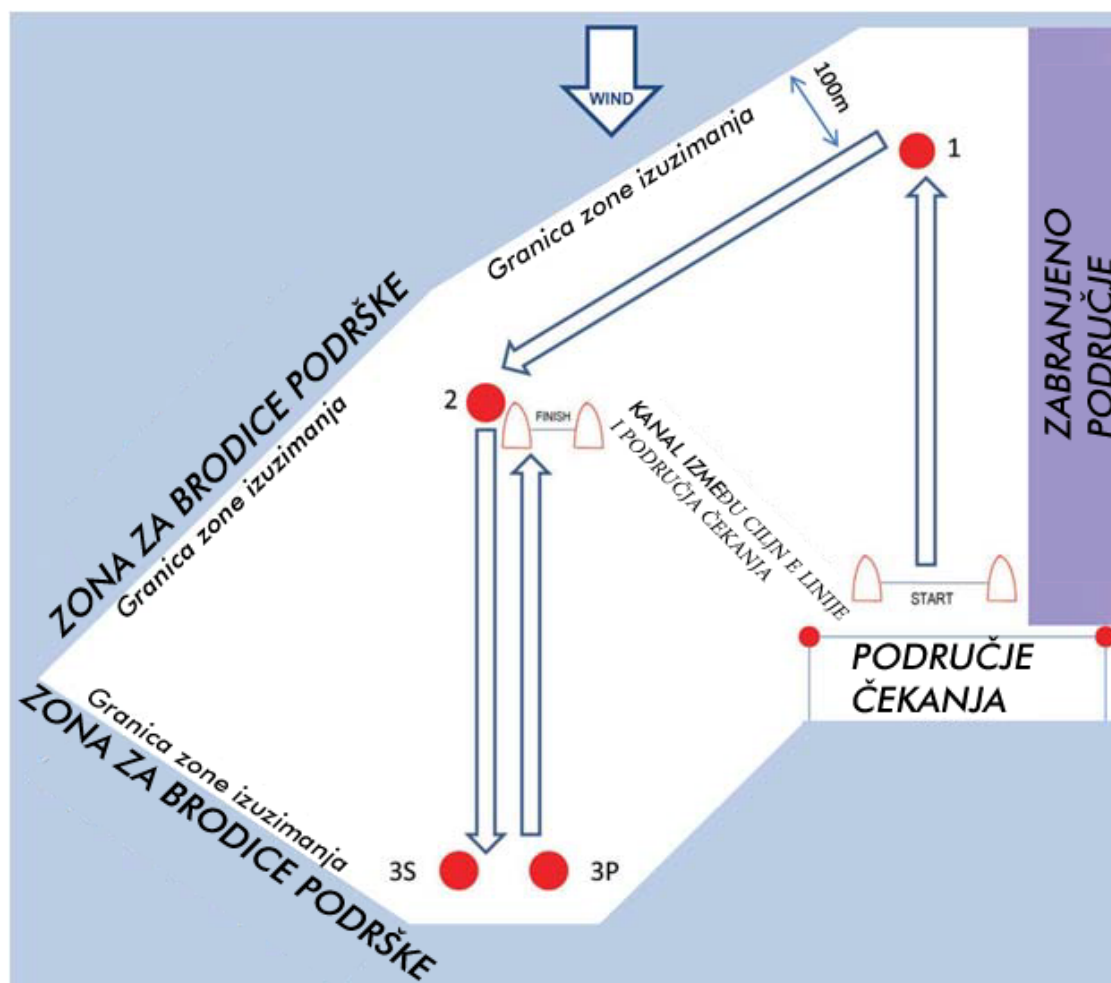 WIND
100m
1
Granica zone izuzimanja
ZABRANJENO
PODRUČJE
ZONA ZA BRODICE PODRŠKE
Granica zone izuzimanja
2
FINISH
KANAL IZMEĐU CILJN E LINIJE
I PODRUČJA ČEKANJA
START
PODRUČJE
ČEKANJA
Granica zone izuzimanja
ZONA ZA BRODICE PODRŠKE
3S
3P